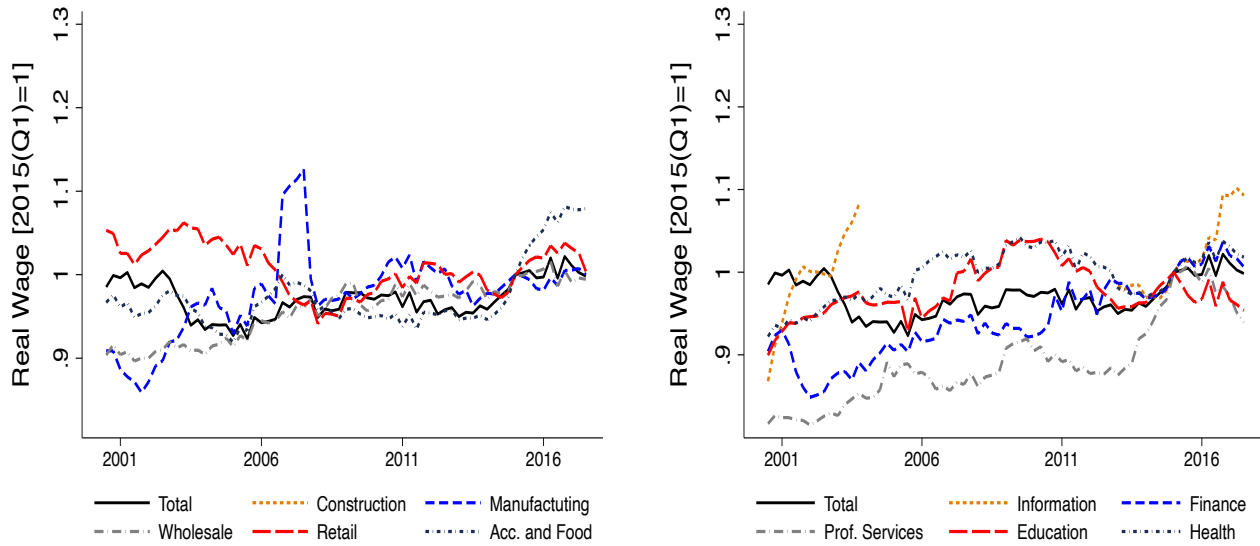 Real Wage [2015(Q1)=1]
1.3
1.2
1.1
1
.9
2001 2006 2011 2016
Total Construction Manufactuting
Wholesale Retail Acc. and Food
Real Wage [2015(Q1)=1]
1.3
1.2
1.1
1
.9
2001 2006 2011 2016
Total Information Finance
Prof. Services Education Health